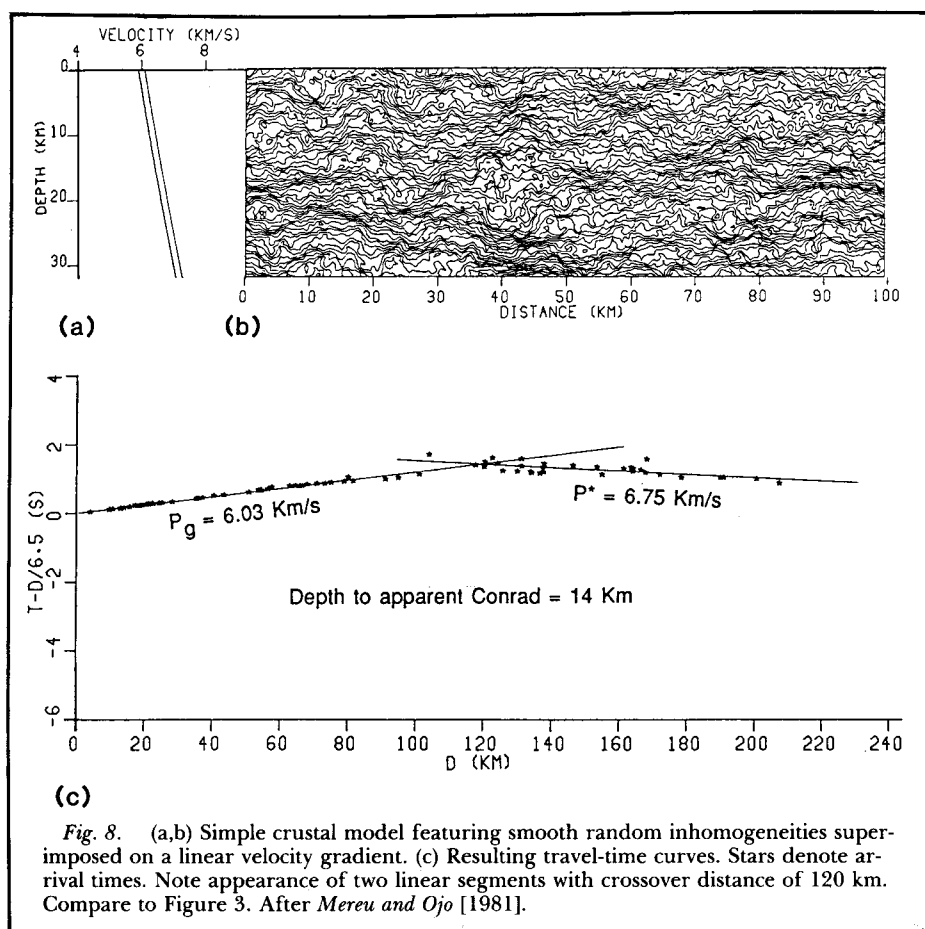 VELOCITY (KM/S)
4 6 8
0
10
20
30
DEPTH (KM)
0 10 20 30 40 50 60 70 80 90 100
DISTANCE (KM)
(a) (b)
4
2
0
-2
-4
-6
T-D/6.5 (S)
Pg = 6.03 Km/s
P* = 6.75 Km/s
Depth to apparent Conrad = 14 Km
0 20 40 60 80 100 120 140 160 180 200 220 240
D (KM)
(c)
Fig. 8. (a,b) Simple crustal model featuring smooth random inhomogeneities super-
imposed on a linear velocity gradient. (c) Resulting travel-time curves. Stars denote ar-
rival times. Note appearance of two linear segments with crossover distance of 120 km.
Compare to Figure 3. After Mereu and Ojo [1981].